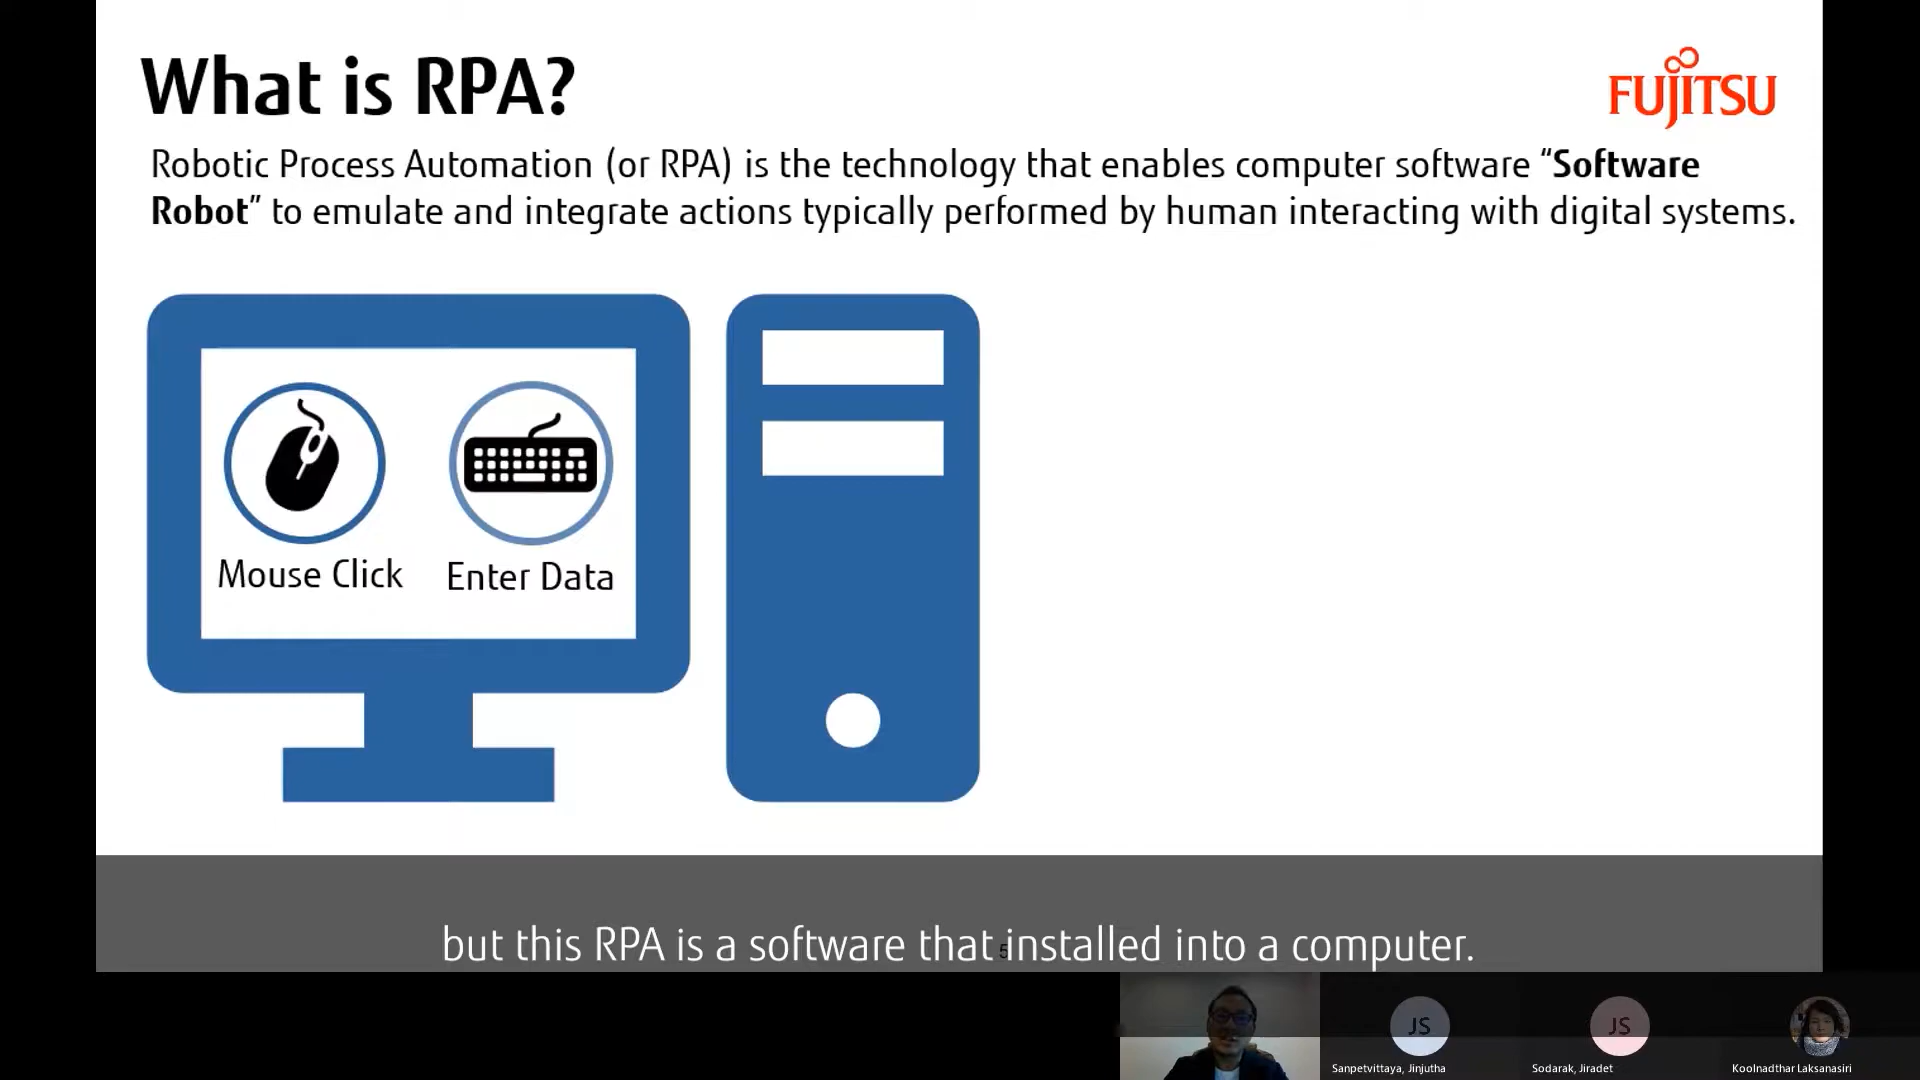 What is RPA?
FUJITSU
Robotic Process Automation (or RPA) is the technology that enables computer software “Software
Robot” to emulate and integrate actions typically performed by human interacting with digital systems.
Mouse Click
Enter Data
but this RPA is a software that installed into a computer.
5
JS
JS
Sanpetvittaya, Jinjutha
Sodarak, Jiradet
Koolnadthar Laksanasiri